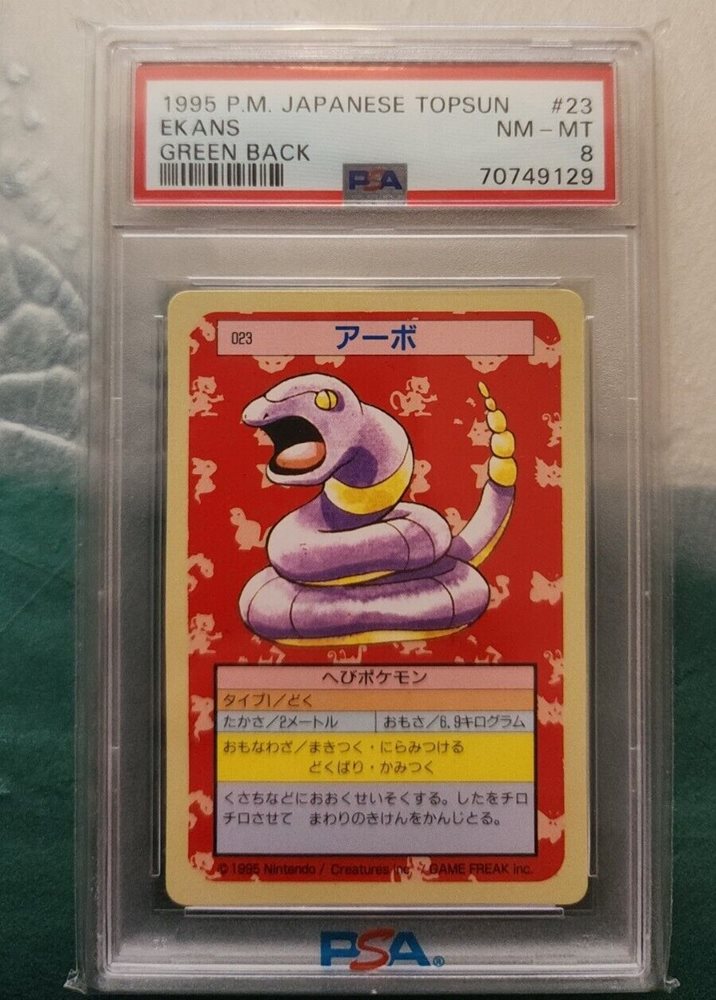 1995 P.M. JAPANESE TOPSUN #23
EKANS NM - MT
GREEN BACK 8
PSA 70749129
023 アーボ
へびポケモン
タイプ1/どく
たかさ/2メートル おもさ/6.9キログラム
おもなわざ/まきつく・にらみつける
どくばり・かみつく
くさちなどにおおくせいそくする。したをチロ
チロさせて まわりのきけんをかんじとる。
©1995 Nintendo / Creatures inc. / GAME FREAK inc.
PSA®